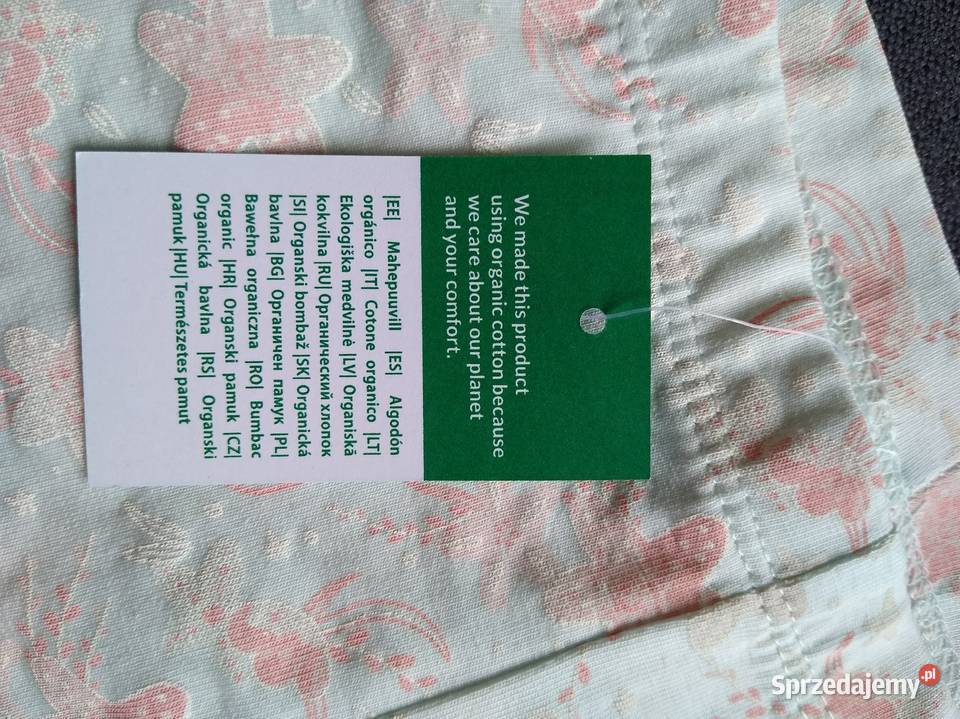 We made this product
using organic cotton because
we care about our planet
and your comfort.
|EE| Mahepuuvill |ES| Algodón
orgánico |IT| Cotone organico |LT|
Ekologiška medvilnė |LV| Organiskā
kokvilna |RU| Органический хлопок
|SI| Organski bombaž |SK| Organická
bavlna |BG| Органичен памук |PL|
Bawełna organiczna |RO| Bumbac
organic |HR| Organski pamuk |CZ|
Organická bavlna |RS| Organski
pamuk |HU| Természetes pamut
Sprzedajemy.pl